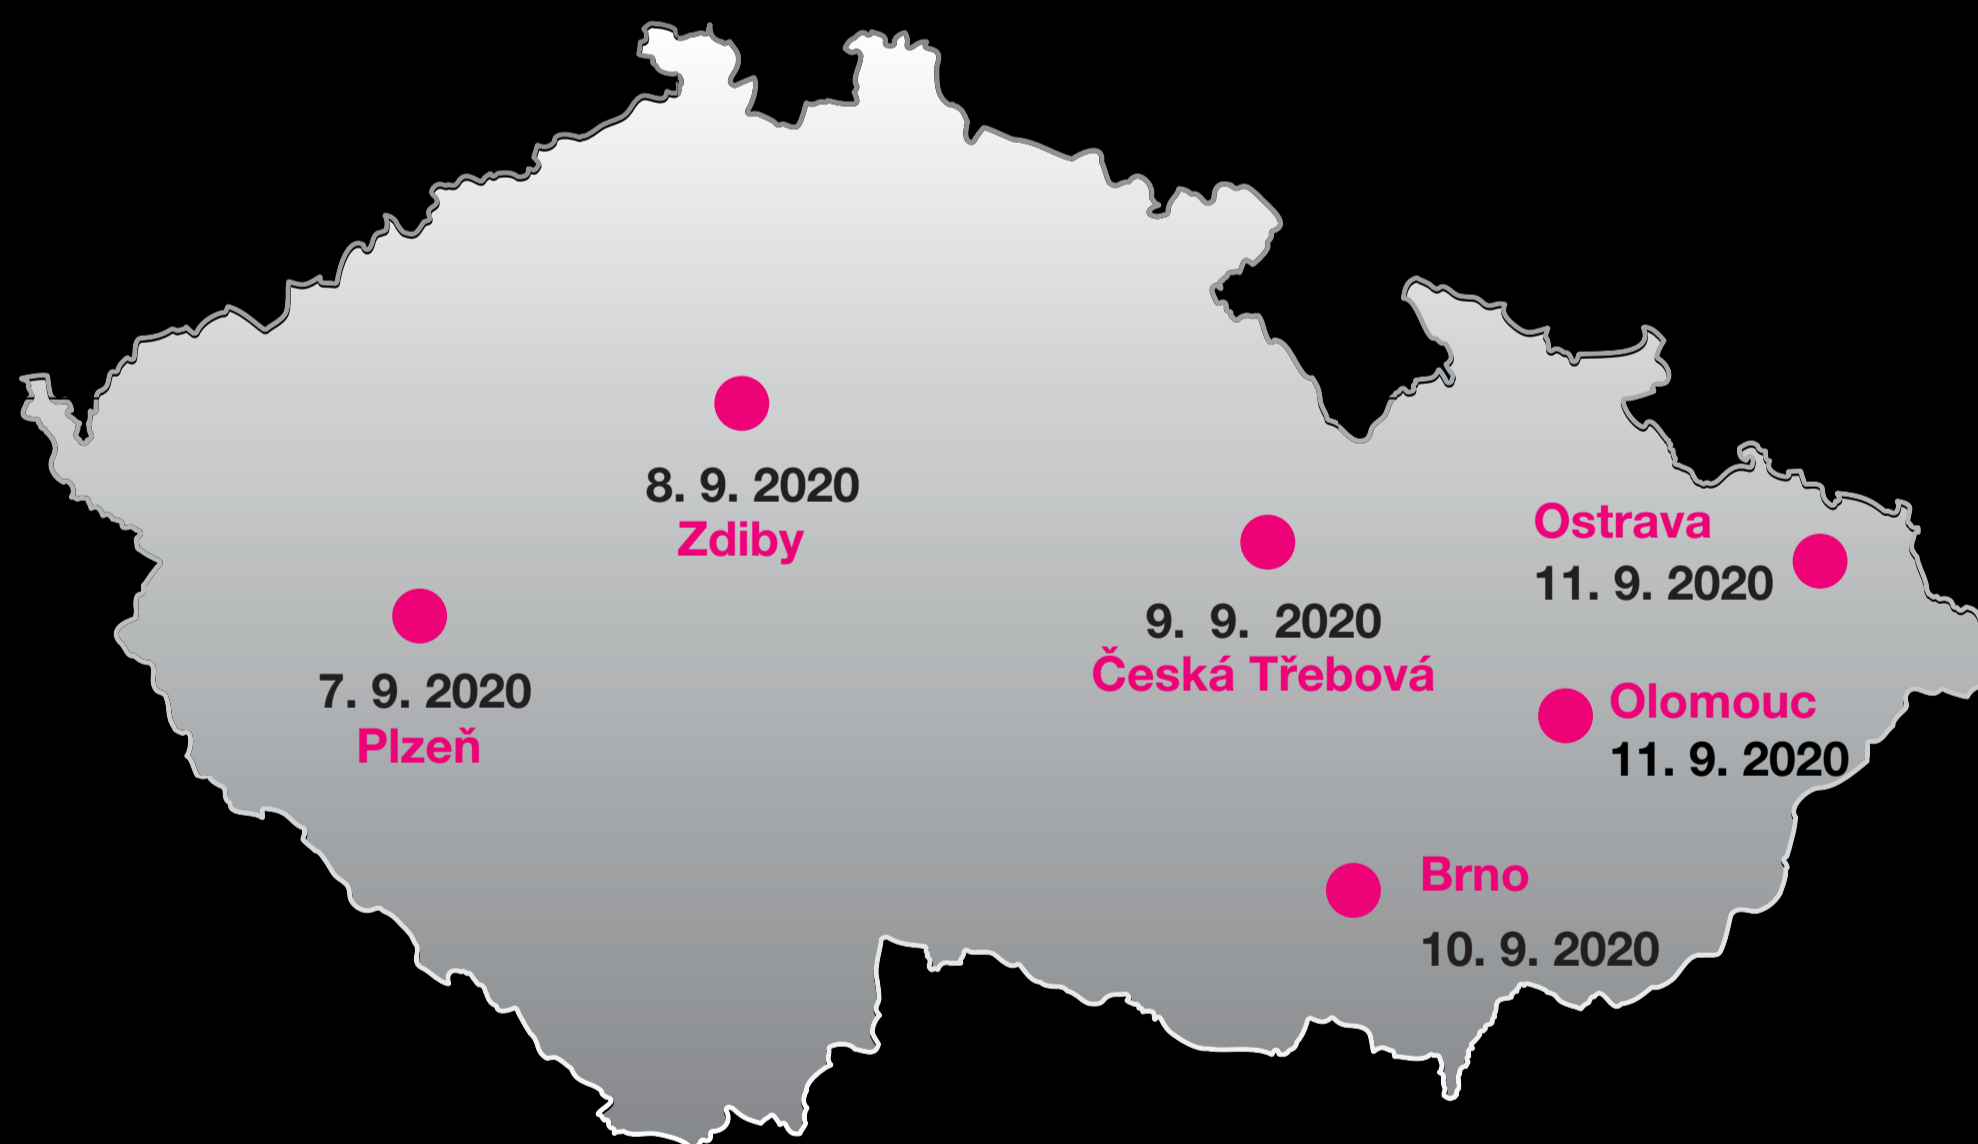 8. 9. 2020
Zdiby
Ostrava
11. 9. 2020
9. 9. 2020
Česká Třebová
7. 9. 2020
Plzeň
Olomouc
11. 9. 2020
Brno
10. 9. 2020